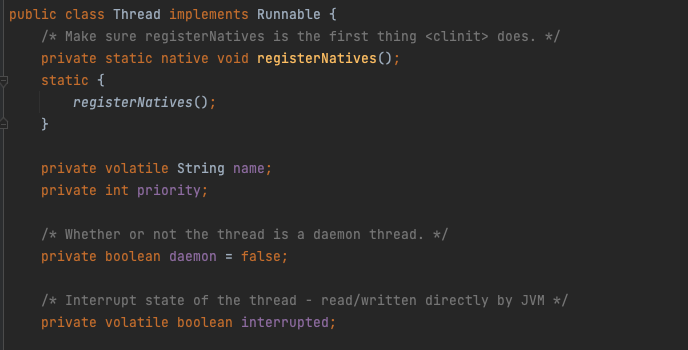 public class Thread implements Runnable {
/* Make sure registerNatives is the first thing <clinit> does. */
private static native void registerNatives();
static {
registerNatives();
}
private volatile String name;
private int priority;
/* Whether or not the thread is a daemon thread. */
private boolean daemon = false;
/* Interrupt state of the thread - read/written directly by JVM */
private volatile boolean interrupted;